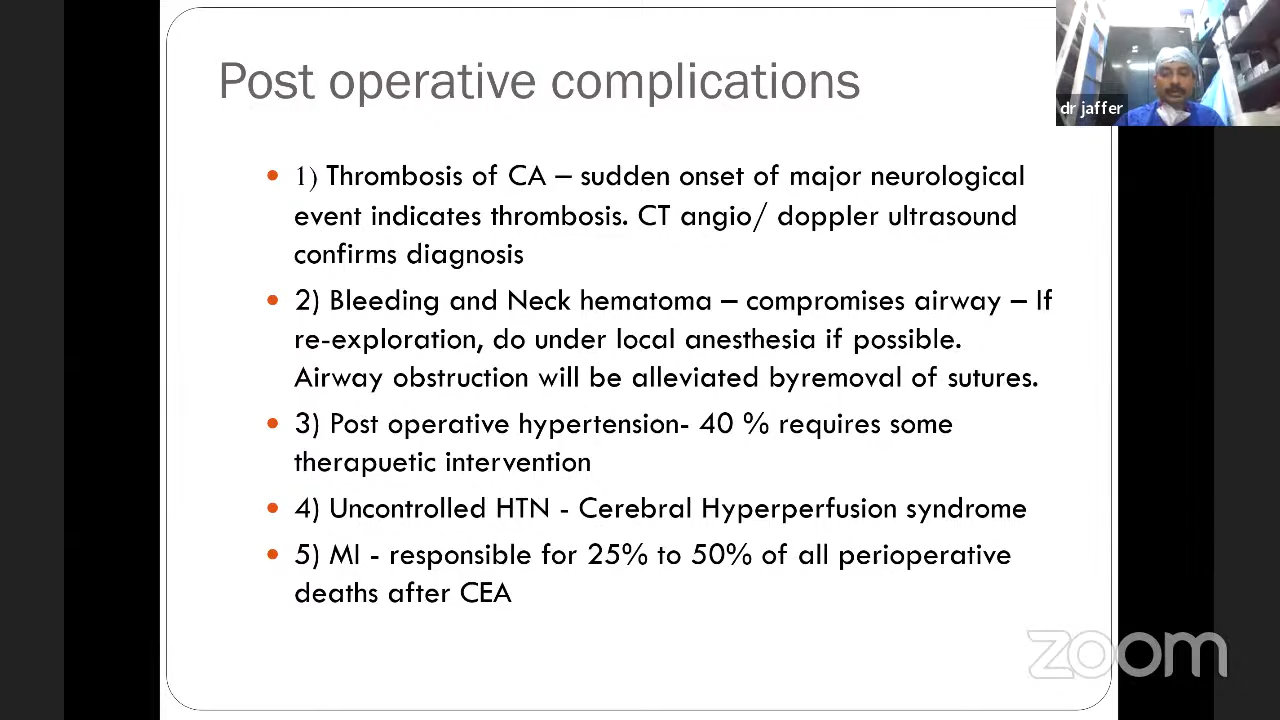 Post operative complications
dr jaffer
1) Thrombosis of CA – sudden onset of major neurological
event indicates thrombosis. CT angio/ doppler ultrasound
confirms diagnosis
2) Bleeding and Neck hematoma – compromises airway – If
re-exploration, do under local anesthesia if possible.
Airway obstruction will be alleviated byremoval of sutures.
3) Post operative hypertension- 40 % requires some
therapuetic intervention
4) Uncontrolled HTN - Cerebral Hyperperfusion syndrome
5) MI - responsible for 25% to 50% of all perioperative
deaths after CEA
zoom